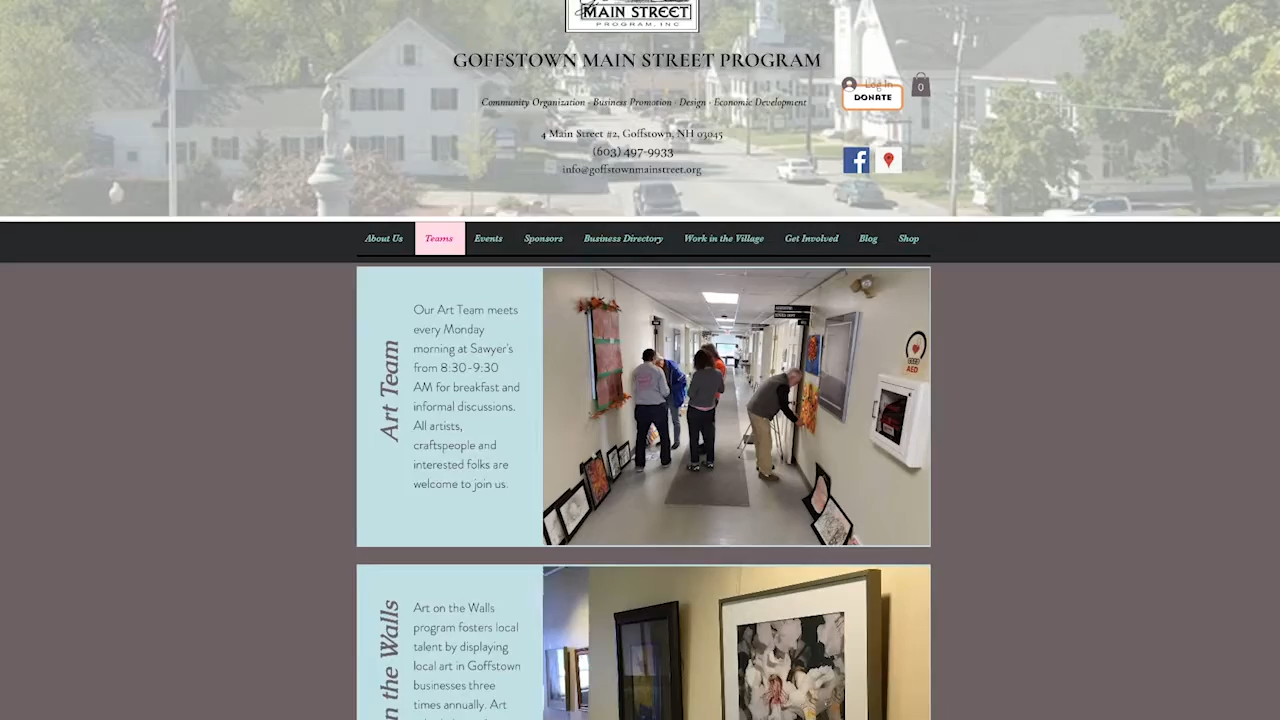 MAIN STREET
PROGRAM, INC
GOFFSTOWN MAIN STREET PROGRAM
Log In
0
DONATE
Community Organization · Business Promotion · Design · Economic Development
4 Main Street #2, Goffstown, NH 03045
(603) 497-9933
info@goffstownmainstreet.org
About Us
Teams
Events
Sponsors
Business Directory
Work in the Village
Get Involved
Blog
Shop
Art Team
Our Art Team meets
every Monday
morning at Sawyer's
from 8:30-9:30
AM for breakfast and
informal discussions.
All artists,
craftspeople and
interested folks are
welcome to join us.
AED
n the Walls
Art on the Walls
program fosters local
talent by displaying
local art in Goffstown
businesses three
times annually. Art